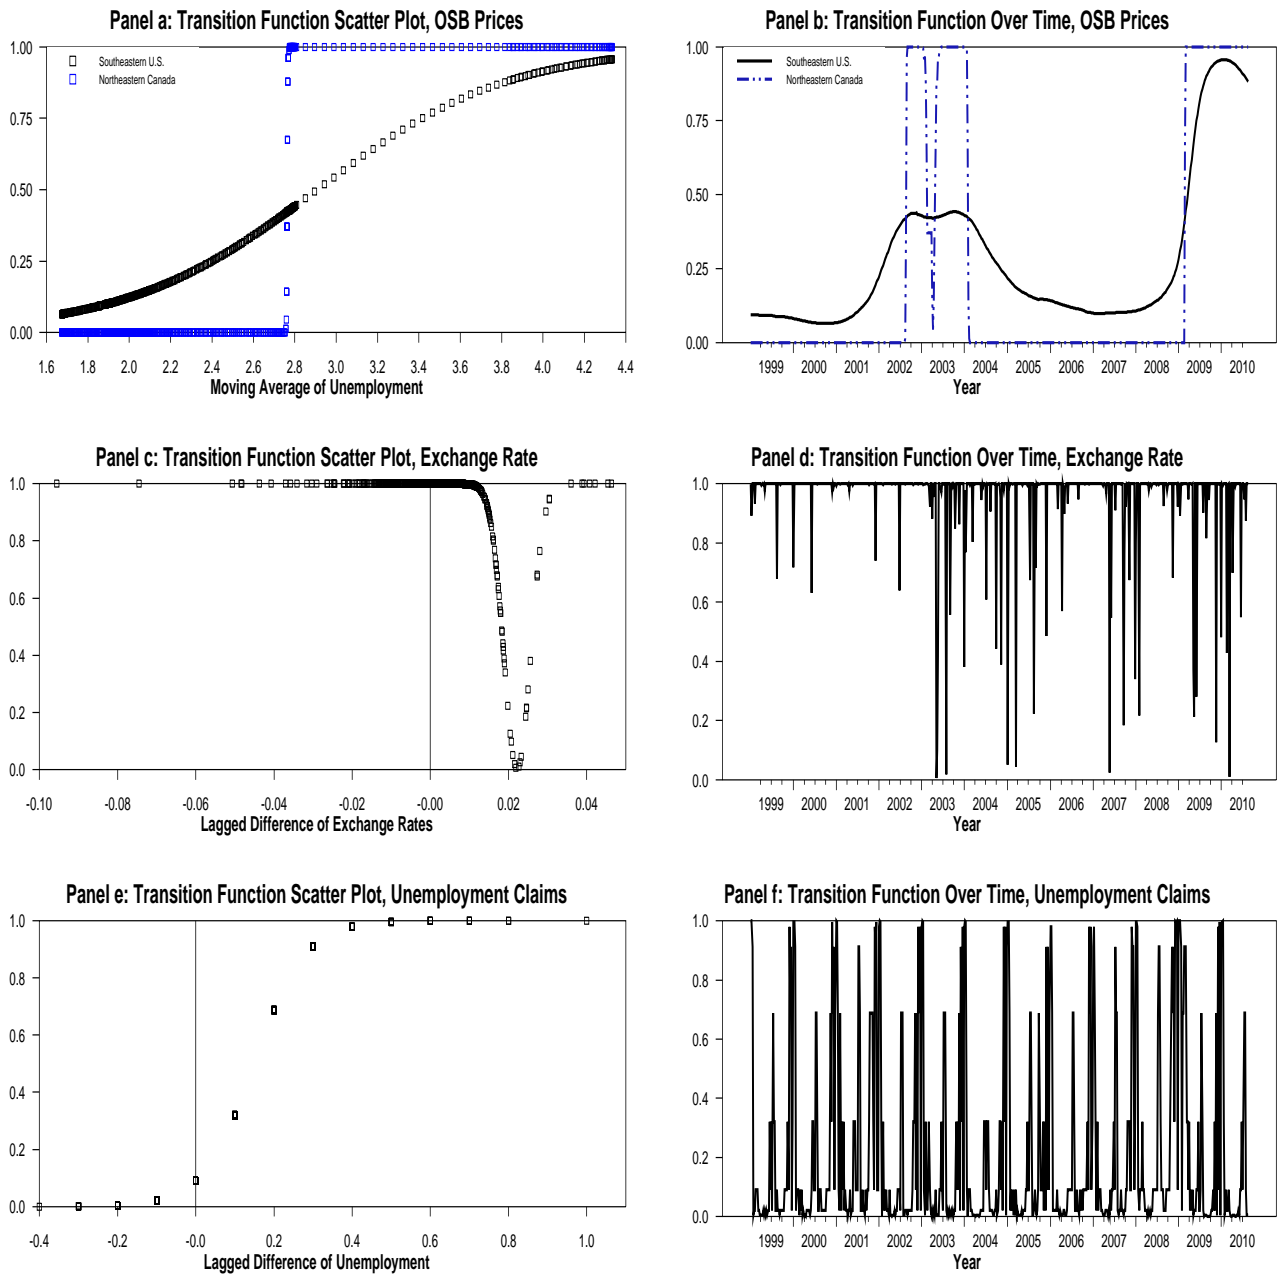 Panel a: Transition Function Scatter Plot, OSB Prices
1.00
0.75
0.50
0.25
0.00
Southeastern U.S.
Northeastern Canada
1.6 1.8 2.0 2.2 2.4 2.6 2.8 3.0 3.2 3.4 3.6 3.8 4.0 4.2 4.4
Moving Average of Unemployment
Panel b: Transition Function Over Time, OSB Prices
1.00
0.75
0.50
0.25
0.00
Southeastern U.S.
Northeastern Canada
1999 2000 2001 2002 2003 2004 2005 2006 2007 2008 2009 2010
Year
Panel c: Transition Function Scatter Plot, Exchange Rate
1.0
0.8
0.6
0.4
0.2
0.0
-0.10 -0.08 -0.06 -0.04 -0.02 -0.00 0.02 0.04
Lagged Difference of Exchange Rates
Panel d: Transition Function Over Time, Exchange Rate
1.0
0.8
0.6
0.4
0.2
0.0
1999 2000 2001 2002 2003 2004 2005 2006 2007 2008 2009 2010
Year
Panel e: Transition Function Scatter Plot, Unemployment Claims
1.0
0.8
0.6
0.4
0.2
0.0
-0.4 -0.2 -0.0 0.2 0.4 0.6 0.8 1.0
Lagged Difference of Unemployment
Panel f: Transition Function Over Time, Unemployment Claims
1.0
0.8
0.6
0.4
0.2
0.0
1999 2000 2001 2002 2003 2004 2005 2006 2007 2008 2009 2010
Year